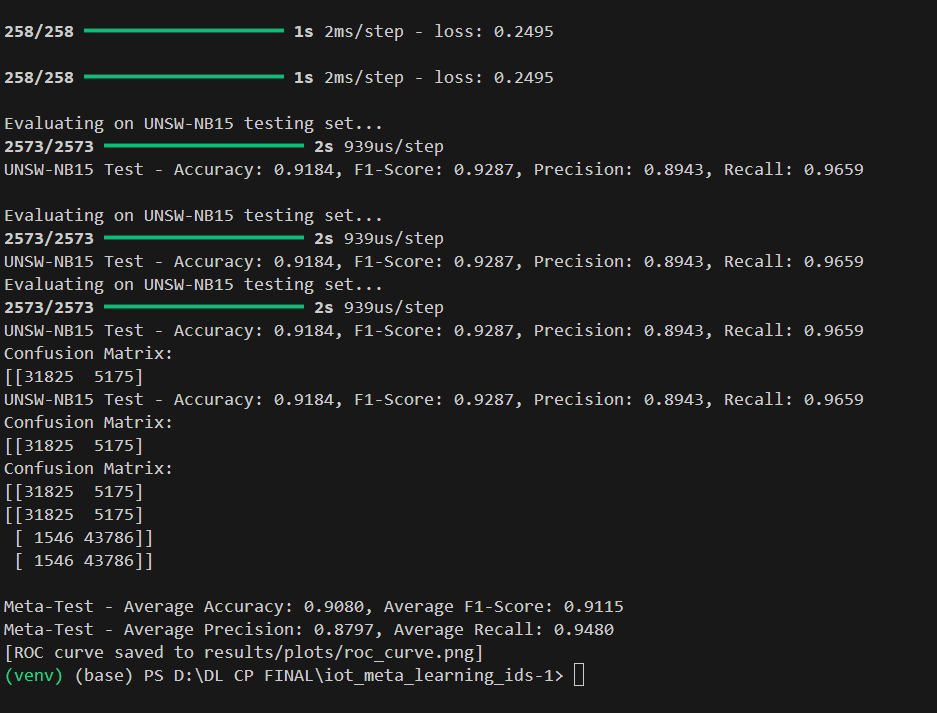 258/258 ━━━━━━━━━━━━━━━━━━━━ 1s 2ms/step - loss: 0.2495
258/258 ━━━━━━━━━━━━━━━━━━━━ 1s 2ms/step - loss: 0.2495
Evaluating on UNSW-NB15 testing set...
2573/2573 ━━━━━━━━━━━━━━━━━━━━ 2s 939us/step
UNSW-NB15 Test - Accuracy: 0.9184, F1-Score: 0.9287, Precision: 0.8943, Recall: 0.9659
Evaluating on UNSW-NB15 testing set...
2573/2573 ━━━━━━━━━━━━━━━━━━━━ 2s 939us/step
UNSW-NB15 Test - Accuracy: 0.9184, F1-Score: 0.9287, Precision: 0.8943, Recall: 0.9659
Evaluating on UNSW-NB15 testing set...
2573/2573 ━━━━━━━━━━━━━━━━━━━━ 2s 939us/step
UNSW-NB15 Test - Accuracy: 0.9184, F1-Score: 0.9287, Precision: 0.8943, Recall: 0.9659
Confusion Matrix:
[[31825  5175]
UNSW-NB15 Test - Accuracy: 0.9184, F1-Score: 0.9287, Precision: 0.8943, Recall: 0.9659
Confusion Matrix:
[[31825  5175]
Confusion Matrix:
[[31825  5175]
[[31825  5175]
 [ 1546 43786]]
 [ 1546 43786]]
Meta-Test - Average Accuracy: 0.9080, Average F1-Score: 0.9115
Meta-Test - Average Precision: 0.8797, Average Recall: 0.9480
[ROC curve saved to results/plots/roc_curve.png]
(venv) (base) PS D:\DL CP FINAL\iot_meta_learning_ids-1>